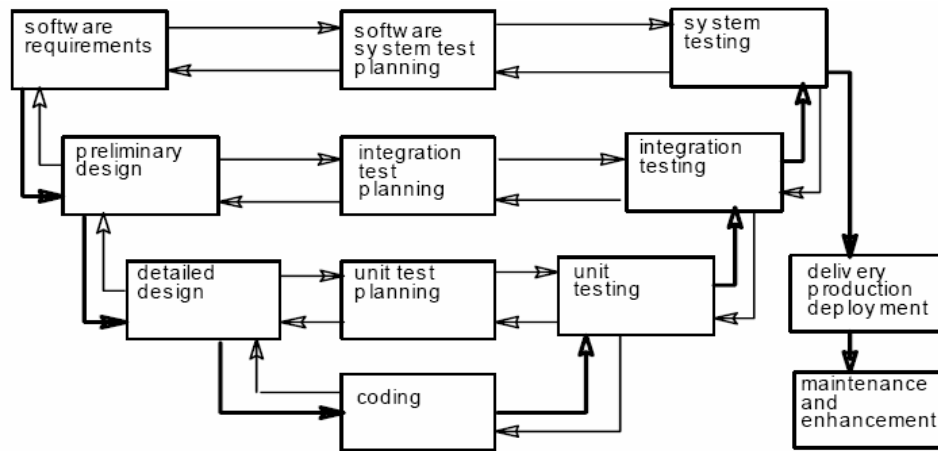 software
requirements
software
system test
planning
system
testing
preliminary
design
integration
test
planning
integration
testing
detailed
design
unit test
planning
unit
testing
delivery
production
deployment
coding
maintenance
and
enhancement